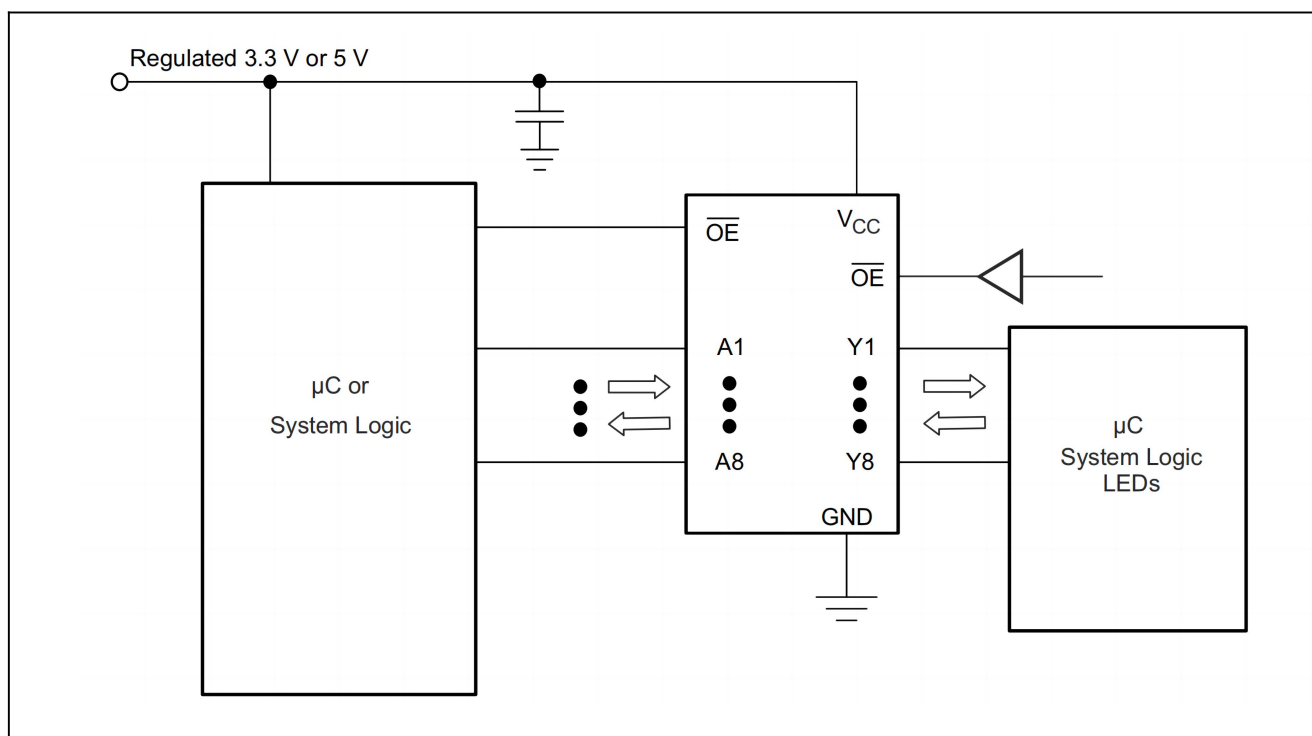 Regulated 3.3 V or 5 V
OE
VCC
OE
A1
Y1
µC or
System Logic
A8
Y8
µC
System Logic
LEDs
GND